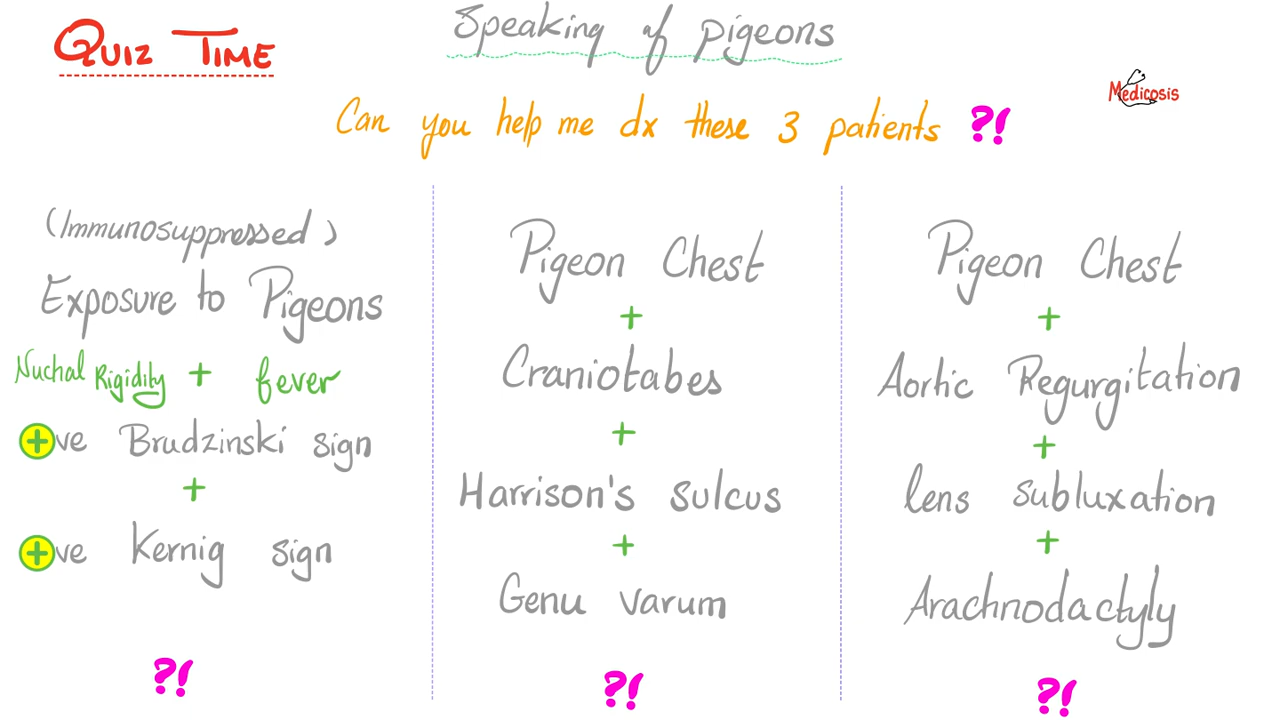 QUIZ TIME
Speaking of pigeons
Medicosis
Can you help me dx these 3 patients ?!
(Immunosuppressed)
Exposure to Pigeons
Nuchal Rigidity + fever
+ve Brudzinski sign
+
+ve Kernig sign
?!
Pigeon Chest
+
Craniotabes
+
Harrison's sulcus
+
Genu varum
?!
Pigeon Chest
+
Aortic Regurgitation
+
lens subluxation
+
Arachnodactyly
?!